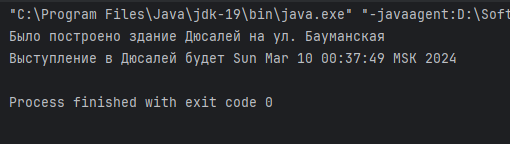 "C:\Program Files\Java\jdk-19\bin\java.exe" "-javaagent:D:\Soft
Было построено здание Дюсалей на ул. Бауманская
Выступление в Дюсалей будет Sun Mar 10 00:37:49 MSK 2024
Process finished with exit code 0